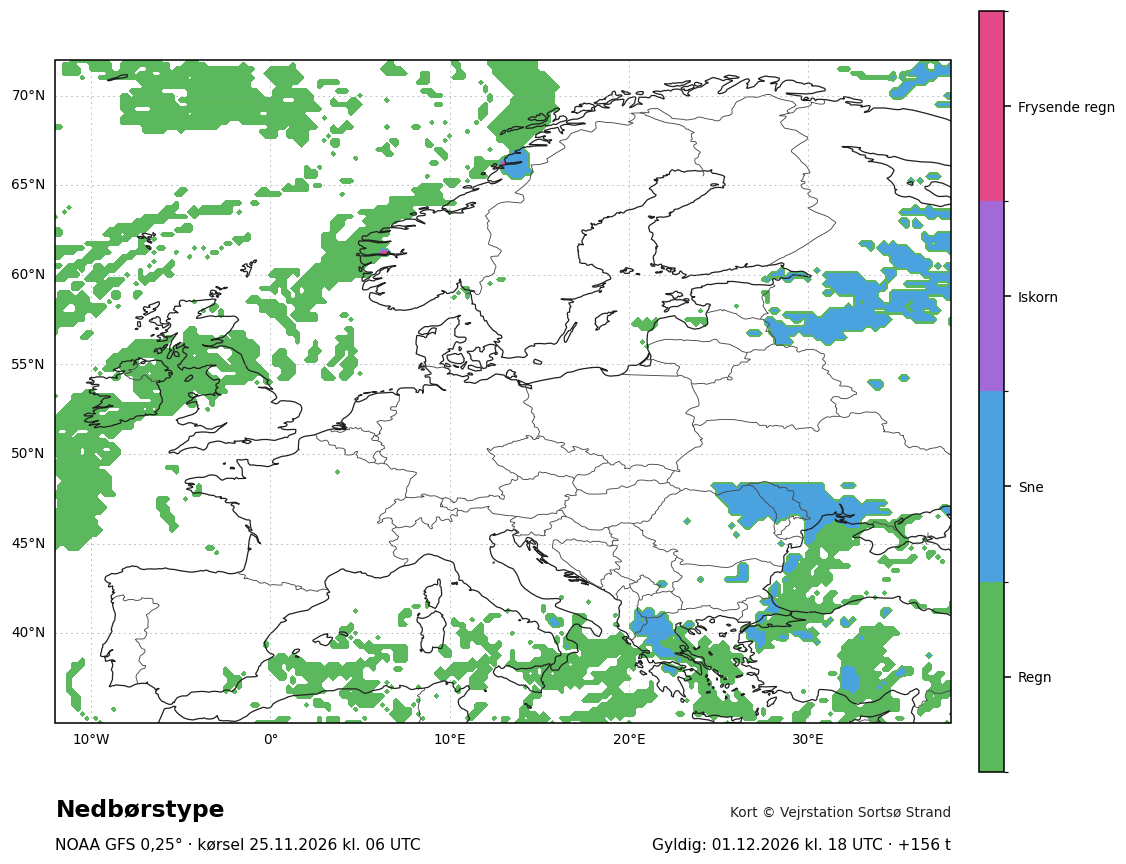 70°N
65°N
60°N
55°N
50°N
45°N
40°N
10°W
0°
10°E
20°E
30°E
Frysende regn
Iskorn
Sne
Regn
Nedbørstype
Kort © Vejrstation Sortsø Strand
NOAA GFS 0,25° · kørsel 25.11.2026 kl. 06 UTC
Gyldig: 01.12.2026 kl. 18 UTC · +156 t